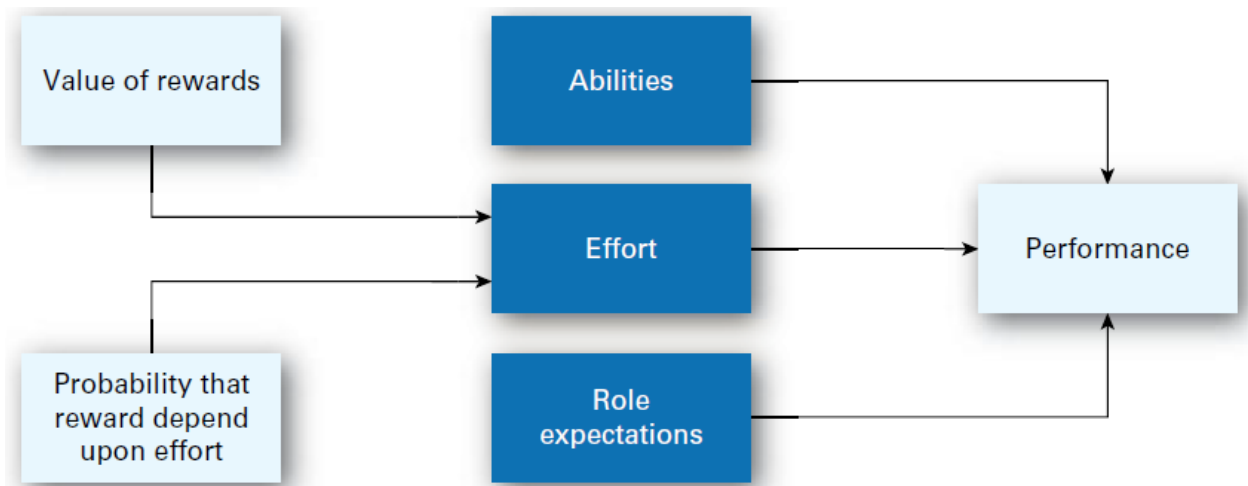 Value of rewards
Abilities
Effort
Performance
Probability that
reward depend
upon effort
Role
expectations